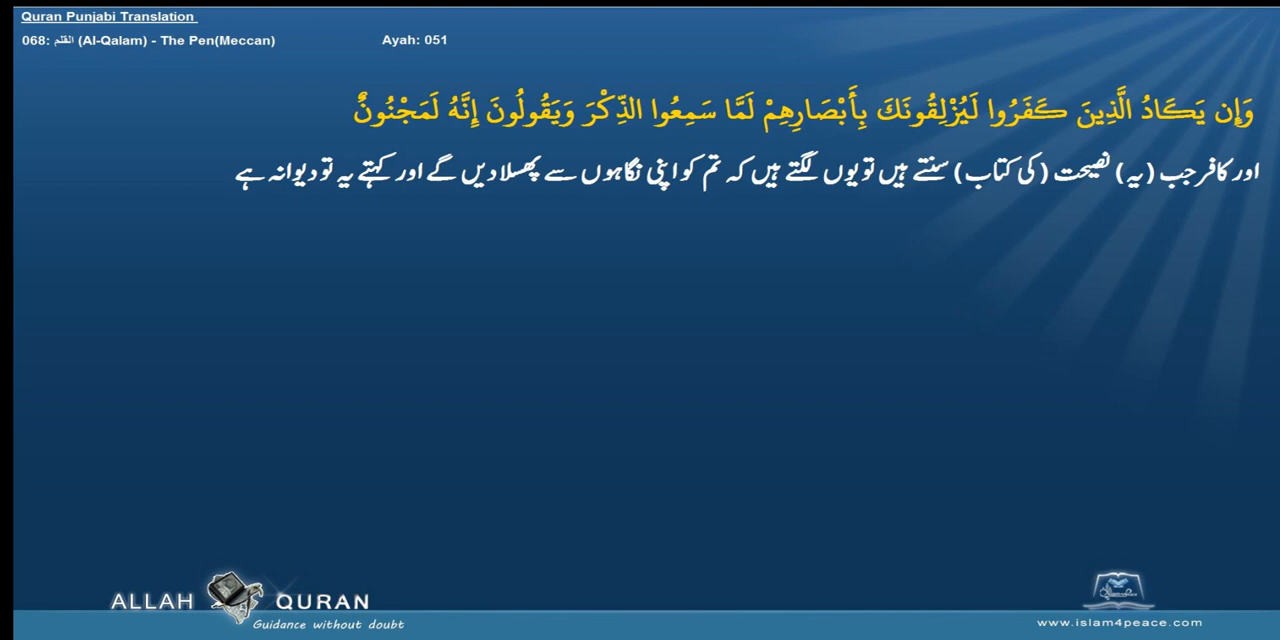 Quran Punjabi Translation
068: القلم (Al-Qalam) - The Pen(Meccan) Ayah: 051
وَإِن يَكَادُ الَّذِينَ كَفَرُوا لَيُزْلِقُونَكَ بِأَبْصَارِهِمْ لَمَّا سَمِعُوا الذِّكْرَ وَيَقُولُونَ إِنَّهُ لَمَجْنُونٌ
اور کافر جب (یہ) نصیحت (کی کتاب) سنتے ہیں تو یوں لگتے ہیں کہ تم کو اپنی نگاہوں سے پھسلا دیں گے اور کہتے یہ تو دیوانہ ہے
ALLAH QURAN
Guidance without doubt
www.islam4peace.com